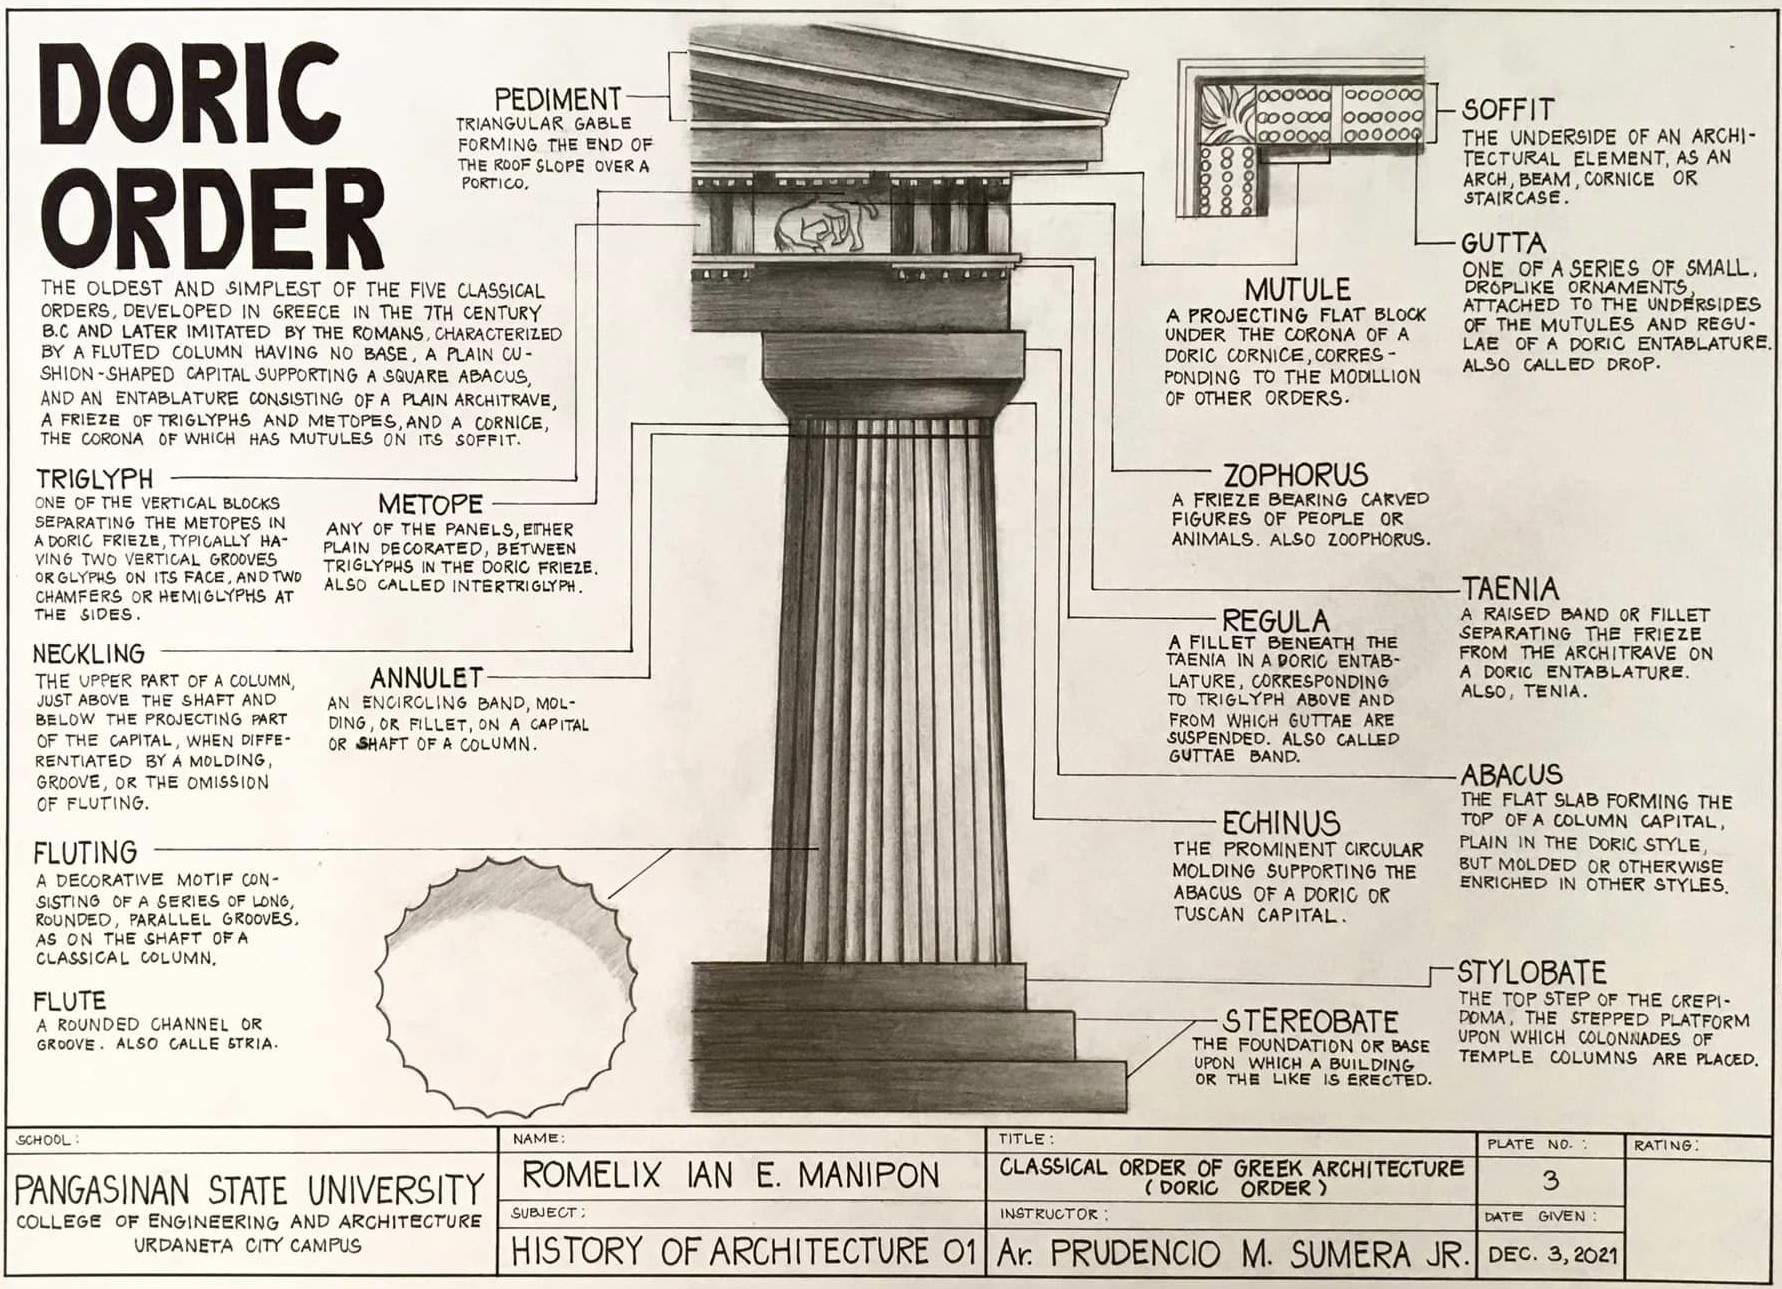 DORIC
ORDER
THE OLDEST AND SIMPLEST OF THE FIVE CLASSICAL
ORDERS, DEVELOPED IN GREECE IN THE 7TH CENTURY
B.C AND LATER IMITATED BY THE ROMANS, CHARACTERIZED
BY A FLUTED COLUMN HAVING NO BASE, A PLAIN CU-
SHION-SHAPED CAPITAL SUPPORTING A SQUARE ABACUS,
AND AN ENTABLATURE CONSISTING OF A PLAIN ARCHITRAVE,
A FRIEZE OF TRIGLYPHS AND METOPES, AND A CORNICE,
THE CORONA OF WHICH HAS MUTULES ON ITS SOFFIT.
PEDIMENT
TRIANGULAR GABLE
FORMING THE END OF
THE ROOF SLOPE OVER A
PORTICO.
TRIGLYPH
ONE OF THE VERTICAL BLOCKS
SEPARATING THE METOPES IN
A DORIC FRIEZE, TYPICALLY HA-
VING TWO VERTICAL GROOVES
OR GLYPHS ON ITS FACE, AND TWO
CHAMFERS OR HEMIGLYPHS AT
THE SIDES.
METOPE
ANY OF THE PANELS, EITHER
PLAIN DECORATED, BETWEEN
TRIGLYPHS IN THE DORIC FRIEZE.
ALSO CALLED INTERTRIGLYPH.
NECKLING
THE UPPER PART OF A COLUMN,
JUST ABOVE THE SHAFT AND
BELOW THE PROJECTING PART
OF THE CAPITAL, WHEN DIFFE-
RENTIATED BY A MOLDING,
GROOVE, OR THE OMISSION
OF FLUTING.
ANNULET
AN ENCIRCLING BAND, MOL-
DING, OR FILLET, ON A CAPITAL
OR SHAFT OF A COLUMN.
FLUTING
A DECORATIVE MOTIF CON-
SISTING OF A SERIES OF LONG,
ROUNDED, PARALLEL GROOVES,
AS ON THE SHAFT OF A
CLASSICAL COLUMN.
FLUTE
A ROUNDED CHANNEL OR
GROOVE. ALSO CALLE STRIA.
SOFFIT
THE UNDERSIDE OF AN ARCHI-
TECTURAL ELEMENT, AS AN
ARCH, BEAM, CORNICE OR
STAIRCASE.
GUTTA
ONE OF A SERIES OF SMALL,
DROPLIKE ORNAMENTS,
ATTACHED TO THE UNDERSIDES
OF THE MUTULES AND REGU-
LAE OF A DORIC ENTABLATURE.
ALSO CALLED DROP.
MUTULE
A PROJECTING FLAT BLOCK
UNDER THE CORONA OF A
DORIC CORNICE, CORRES-
PONDING TO THE MODILLION
OF OTHER ORDERS.
ZOPHORUS
A FRIEZE BEARING CARVED
FIGURES OF PEOPLE OR
ANIMALS. ALSO ZOOPHORUS.
TAENIA
A RAISED BAND OR FILLET
SEPARATING THE FRIEZE
FROM THE ARCHITRAVE ON
A DORIC ENTABLATURE.
ALSO, TENIA.
REGULA
A FILLET BENEATH THE
TAENIA IN A DORIC ENTAB-
LATURE, CORRESPONDING
TO TRIGLYPH ABOVE AND
FROM WHICH GUTTAE ARE
SUSPENDED. ALSO CALLED
GUTTAE BAND.
ABACUS
THE FLAT SLAB FORMING THE
TOP OF A COLUMN CAPITAL,
PLAIN IN THE DORIC STYLE,
BUT MOLDED OR OTHERWISE
ENRICHED IN OTHER STYLES.
ECHINUS
THE PROMINENT CIRCULAR
MOLDING SUPPORTING THE
ABACUS OF A DORIC OR
TUSCAN CAPITAL.
STYLOBATE
THE TOP STEP OF THE CREPI-
DOMA, THE STEPPED PLATFORM
UPON WHICH COLONNADES OF
TEMPLE COLUMNS ARE PLACED.
STEREOBATE
THE FOUNDATION OR BASE
UPON WHICH A BUILDING
OR THE LIKE IS ERECTED.
SCHOOL:
PANGASINAN STATE UNIVERSITY
COLLEGE OF ENGINEERING AND ARCHITECTURE
URDANETA CITY CAMPUS
NAME:
ROMELIX IAN E. MANIPON
SUBJECT:
HISTORY OF ARCHITECTURE 01
TITLE:
CLASSICAL ORDER OF GREEK ARCHITECTURE
(DORIC ORDER)
INSTRUCTOR:
Ar. PRUDENCIO M. SUMERA JR.
PLATE NO. :
3
DATE GIVEN :
DEC. 3, 2021
RATING: